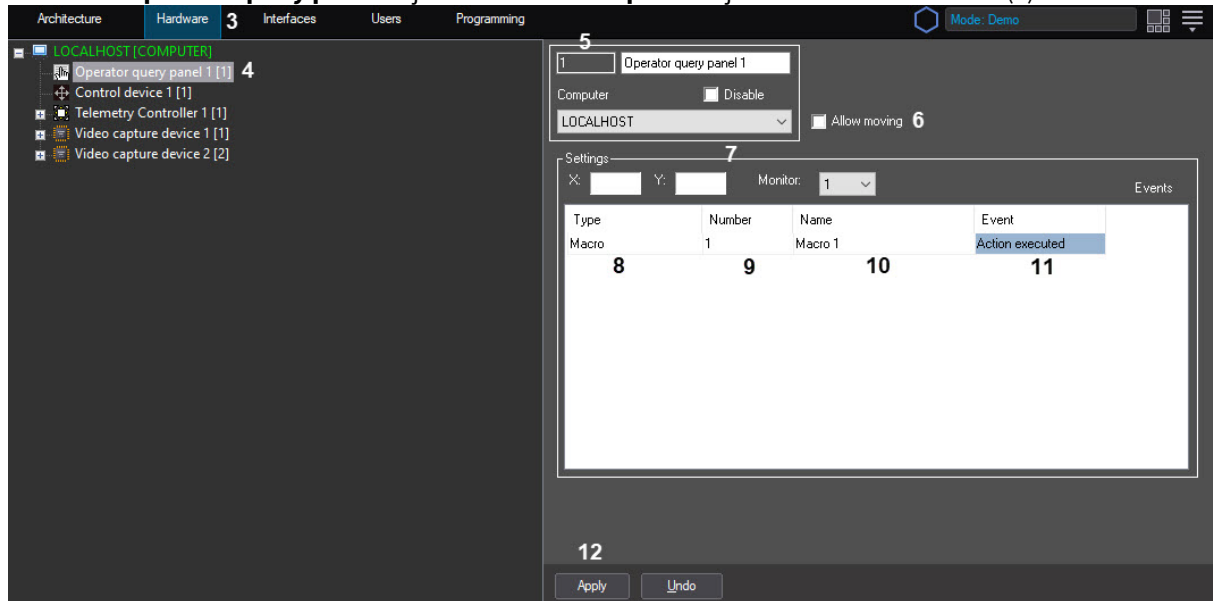 Architecture Hardware 3 Interfaces Users Programming Mode: Demo
LOCALHOST [COMPUTER]
Operator query panel 1 [1] 4
Control device 1 [1]
Telemetry Controller 1 [1]
Video capture device 1 [1]
Video capture device 2 [2]
5
1 Operator query panel 1
Computer Disable
LOCALHOST Allow moving 6
Settings 7
X: Y: Monitor: 1 Events
Type Number Name Event
Macro 1 Macro 1 Action executed
8 9 10 11
12
Apply Undo